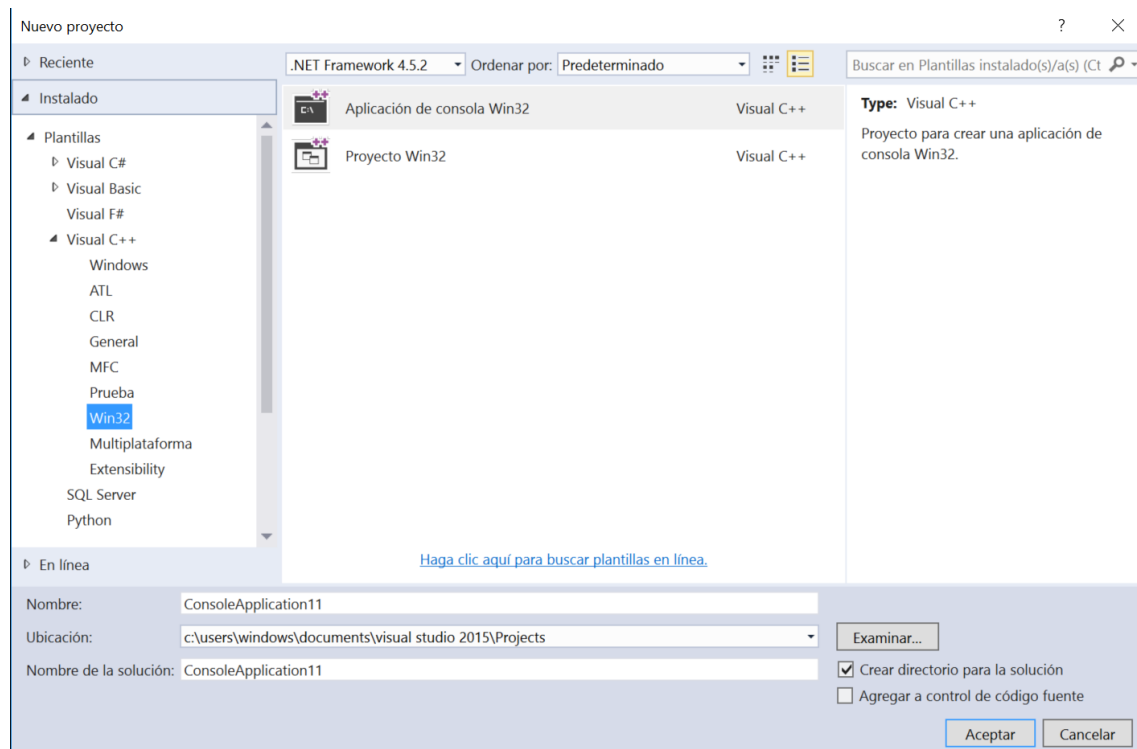 Nuevo proyecto
? 
Reciente
.NET Framework 4.5.2 Ordenar por: Predeterminado
Buscar en Plantillas instalado(s)/a(s) (Ct
Instalado
Plantillas
Visual C#
Visual Basic
Visual F#
Visual C++
Windows
ATL
CLR
General
MFC
Prueba
Win32
Multiplataforma
Extensibility
SQL Server
Python
En línea
C:\
Aplicación de consola Win32 Visual C++
Proyecto Win32 Visual C++
Haga clic aquí para buscar plantillas en línea.
Type: Visual C++
Proyecto para crear una aplicación de
consola Win32.
Nombre: ConsoleApplication11
Ubicación: c:\users\windows\documents\visual studio 2015\Projects
Examinar...
Nombre de la solución: ConsoleApplication11
Crear directorio para la solución
Agregar a control de código fuente
Aceptar Cancelar